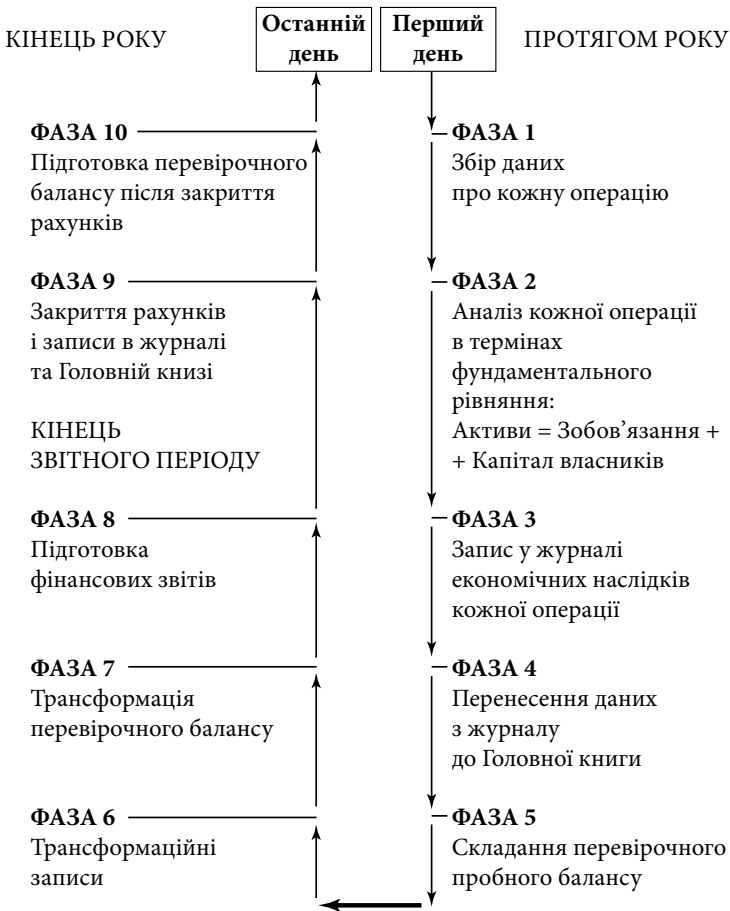 КІНЕЦЬ РОКУ
Останній
день
Перший
день
ПРОТЯГОМ РОКУ
ФАЗА 10
Підготовка перевірочного
балансу після закриття
рахунків
ФАЗА 9
Закриття рахунків
і записи в журналі
та Головній книзі
КІНЕЦЬ
ЗВІТНОГО ПЕРІОДУ
ФАЗА 8
Підготовка
фінансових звітів
ФАЗА 7
Трансформація
перевірочного балансу
ФАЗА 6
Трансформаційні
записи
ФАЗА 1
Збір даних
про кожну операцію
ФАЗА 2
Аналіз кожної операції
в термінах
фундаментального
рівняння:
Активи = Зобов’язання +
+ Капітал власників
ФАЗА 3
Запис у журналі
економічних наслідків
кожної операції
ФАЗА 4
Перенесення даних
з журналу
до Головної книги
ФАЗА 5
Складання перевірочного
пробного балансу